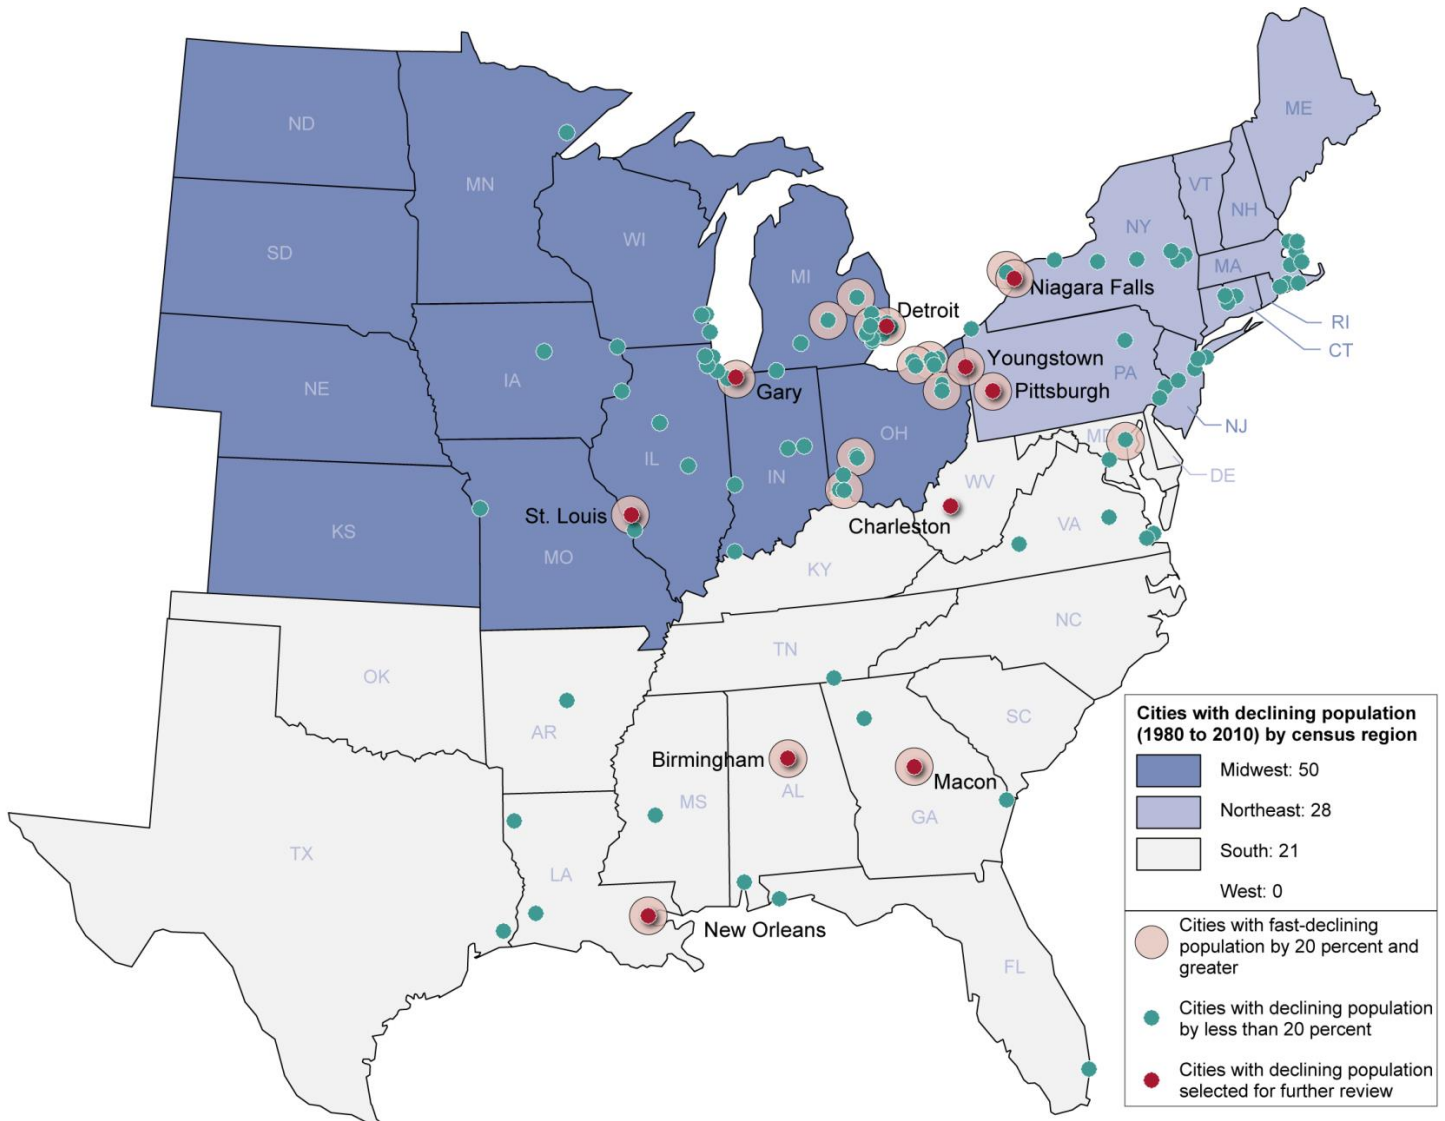 ME
ND
MN
VT
NH
NY
WI
SD
MI
MA
Niagara Falls
Detroit
RI
CT
IA
Youngstown
PA
NE
Gary
Pittsburgh
NJ
OH
MD
IL
IN
DE
WV
St. Louis
Charleston
VA
KS
MO
KY
NC
TN
OK
SC
AR
Birmingham
Macon
AL
MS
GA
TX
LA
New Orleans
FL
Cities with declining population
(1980 to 2010) by census region
Midwest: 50
Northeast: 28
South: 21
West: 0
Cities with fast-declining
population by 20 percent and
greater
Cities with declining population
by less than 20 percent
Cities with declining population
selected for further review